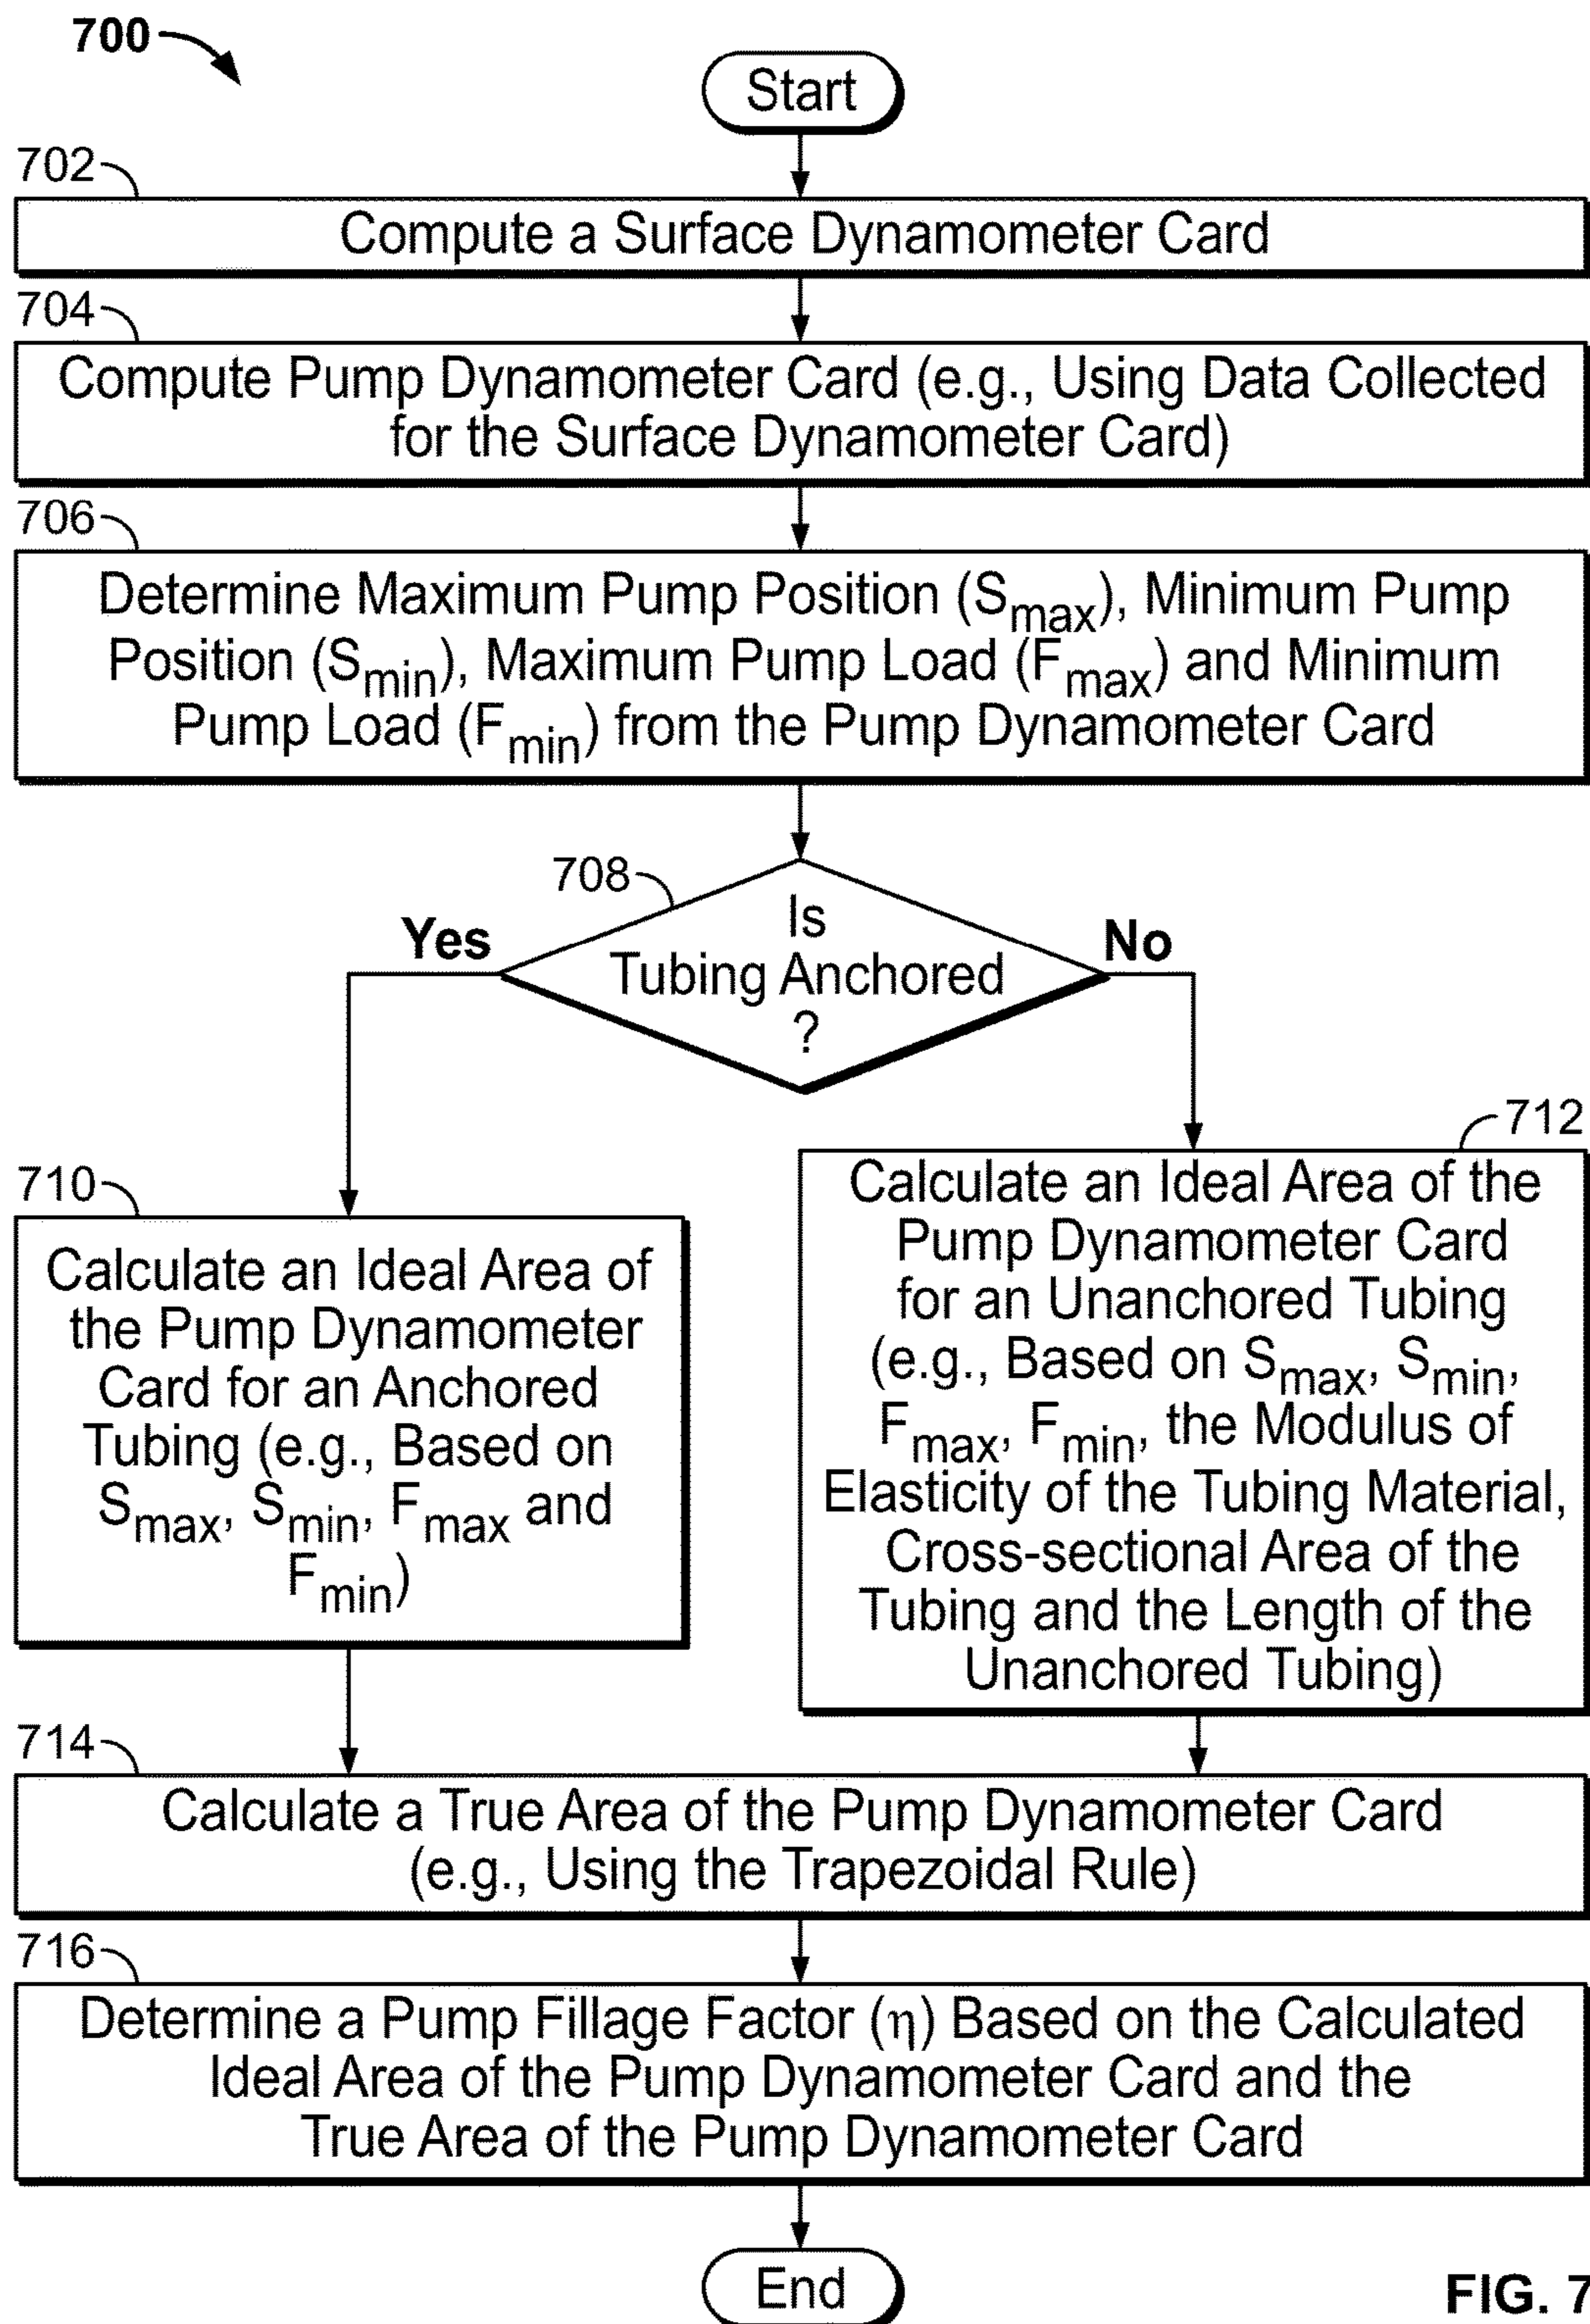 700
Start
702
Compute a Surface Dynamometer Card
704
Compute Pump Dynamometer Card (e.g., Using Data Collected
for the Surface Dynamometer Card)
706
Determine Maximum Pump Position (Smax), Minimum Pump
Position (Smin), Maximum Pump Load (Fmax) and Minimum
Pump Load (Fmin) from the Pump Dynamometer Card
708
Is
Tubing Anchored
?
Yes
No
710
Calculate an Ideal Area of
the Pump Dynamometer
Card for an Anchored
Tubing (e.g., Based on
Smax, Smin, Fmax and
Fmin)
712
Calculate an Ideal Area of the
Pump Dynamometer Card
for an Unanchored Tubing
(e.g., Based on Smax, Smin,
Fmax, Fmin, the Modulus of
Elasticity of the Tubing Material,
Cross-sectional Area of the
Tubing and the Length of the
Unanchored Tubing)
714
Calculate a True Area of the Pump Dynamometer Card
(e.g., Using the Trapezoidal Rule)
716
Determine a Pump Fillage Factor (η) Based on the Calculated
Ideal Area of the Pump Dynamometer Card and the
True Area of the Pump Dynamometer Card
End
FIG. 7